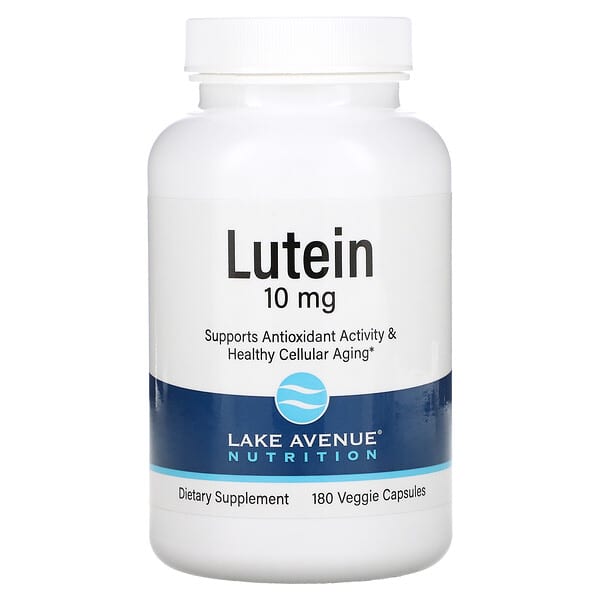 Lutein
10 mg
Supports Antioxidant Activity &
Healthy Cellular Aging*
LAKE AVENUE®
NUTRITION
Dietary Supplement 180 Veggie Capsules